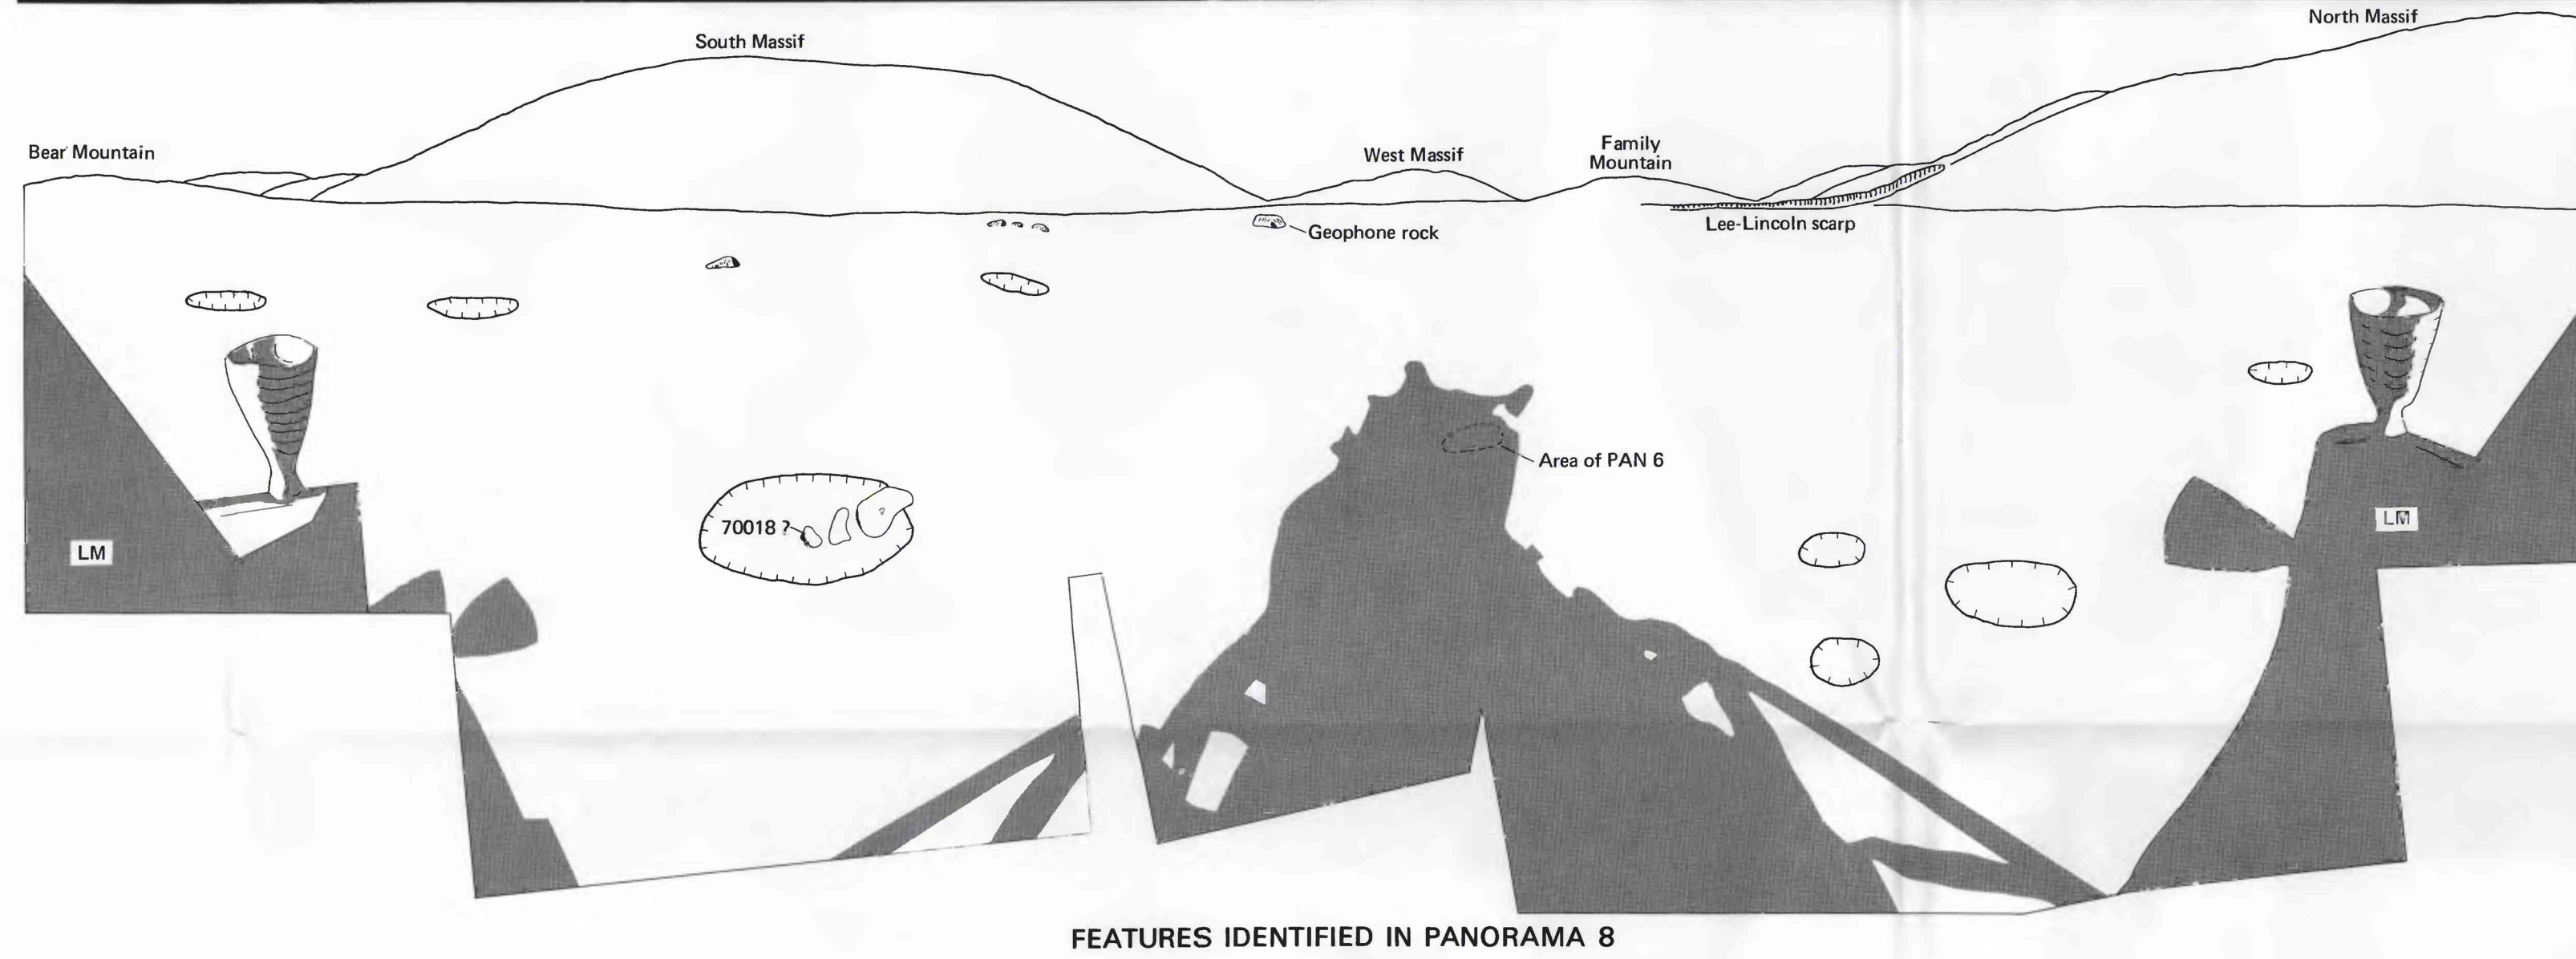 North Massif
South Massif
Bear Mountain
West Massif
Family
Mountain
Geophone rock
Lee-Lincoln scarp
Area of PAN 6
70018 ?
LM
LM
FEATURES IDENTIFIED IN PANORAMA 8